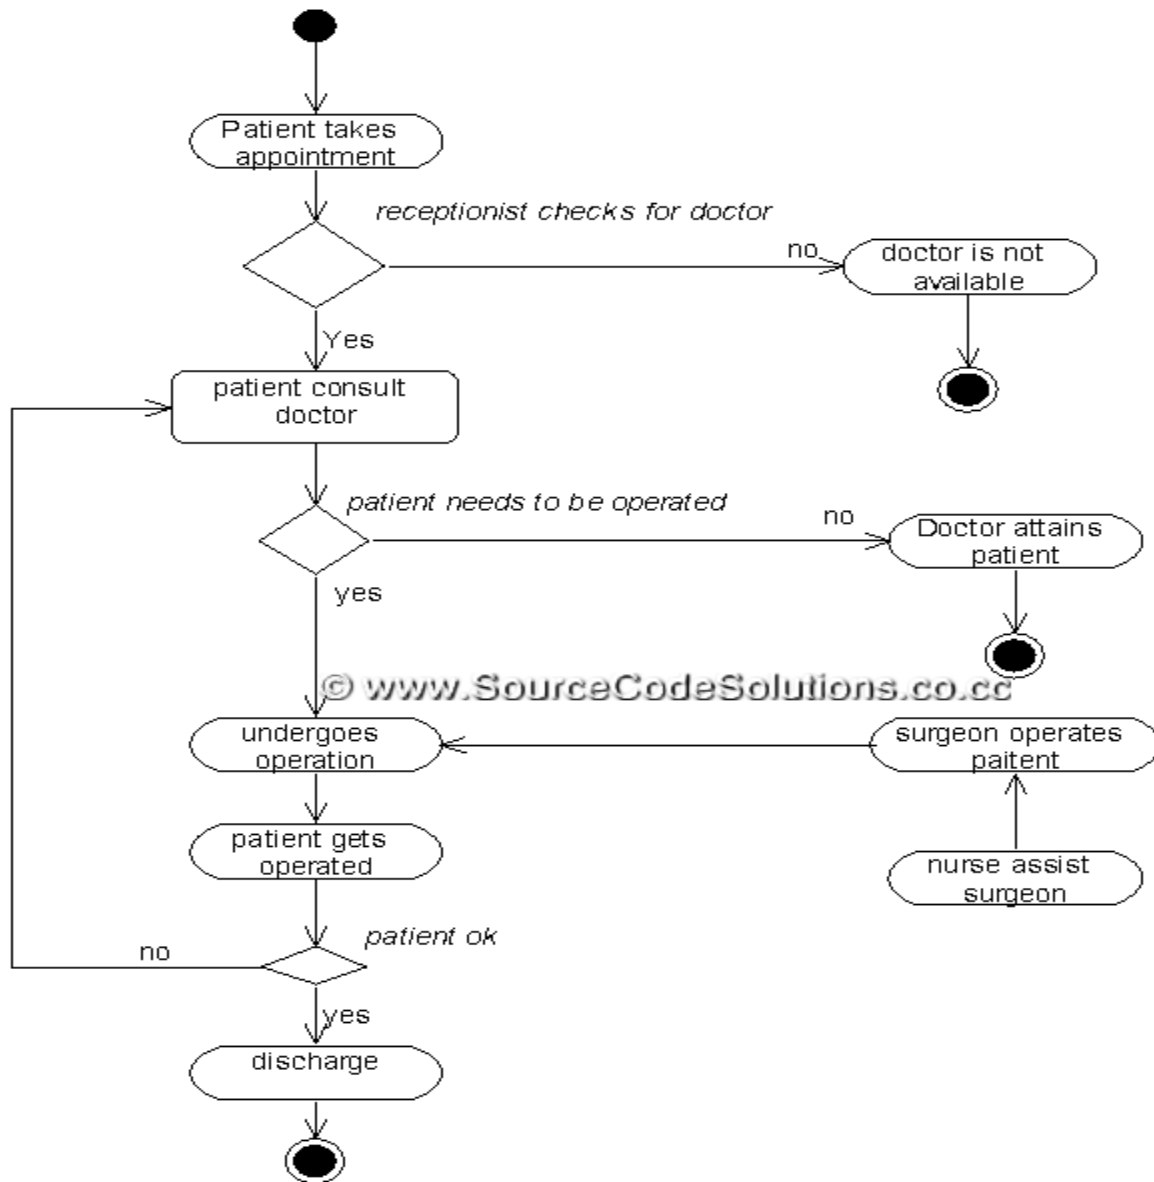 Patient takes
appointment
receptionist checks for doctor
no
doctor is not
available
Yes
patient consult
doctor
patient needs to be operated
no
Doctor attains
patient
yes
© www.SourceCodeSolutions.co.cc
undergoes
operation
surgeon operates
paitent
patient gets
operated
nurse assist
surgeon
patient ok
no
yes
discharge